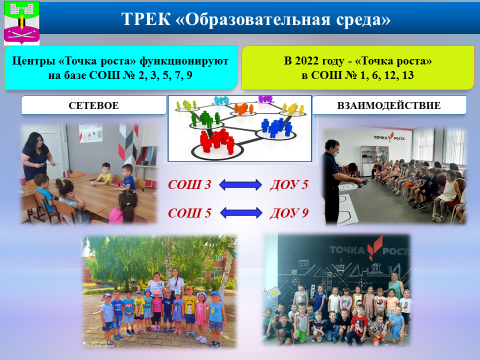 ТРЕК «Образовательная среда»
Центры «Точка роста» функционируют
на базе СОШ № 2, 3, 5, 7, 9
В 2022 году - «Точка роста»
в СОШ № 1, 6, 12, 13
СЕТЕВОЕ
ВЗАИМОДЕЙСТВИЕ
ТОЧКА РОСТА
СОШ 3 ДОУ 5
СОШ 5 ДОУ 9
ТОЧКА РОСТА